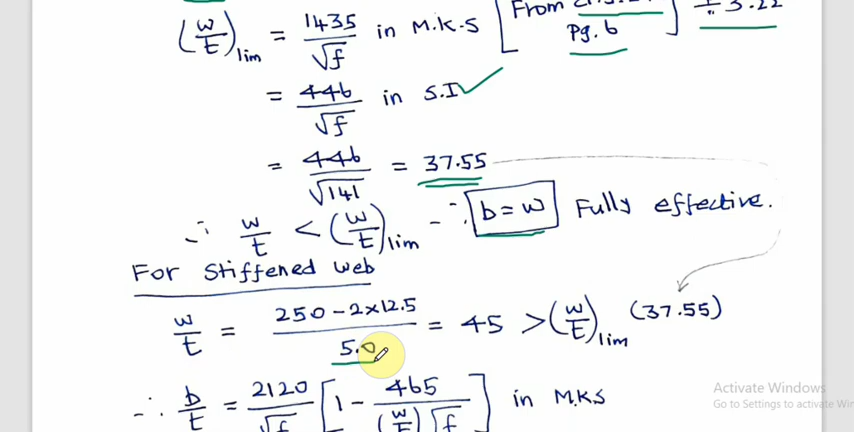 (w/t)lim = 1435/√f in M.K.S [From Pg. 6] ÷ 3.22
= 446/√f in S.I ✓
= 446/√141 = 37.55
∴ w/t < (w/t)lim -∴ b = w Fully effective.
For Stiffened web
w/t = (250 - 2×12.5)/5.0 = 45 > (w/t)lim (37.55)
∴ b/t = 2120/√f [1 - 465/((w/t)√f)] in M.K.S
Activate Windows
Go to Settings to activate Win